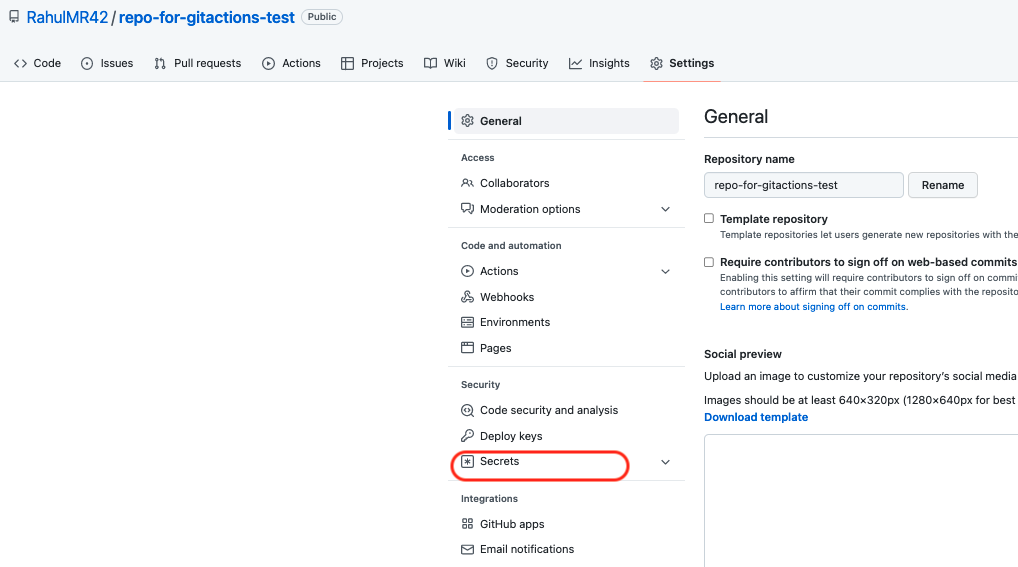 RahulMR42 / repo-for-gitactions-test Public
Code Issues Pull requests Actions Projects Wiki Security Insights Settings
General
Access
Collaborators
Moderation options
Code and automation
Actions
Webhooks
Environments
Pages
Security
Code security and analysis
Deploy keys
Secrets
Integrations
GitHub apps
Email notifications
General
Repository name
repo-for-gitactions-test Rename
Template repository
Template repositories let users generate new repositories with the
Require contributors to sign off on web-based commits
Enabling this setting will require contributors to sign off on commi
contributors to affirm that their commit complies with the reposito
Learn more about signing off on commits.
Social preview
Upload an image to customize your repository's social media
Images should be at least 640×320px (1280×640px for best
Download template